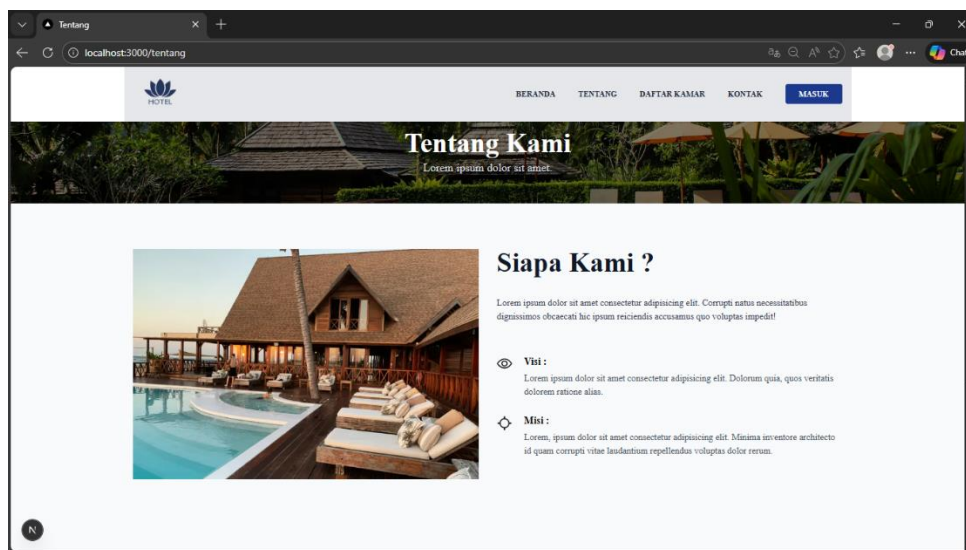 Tentang
localhost:3000/tentang
Chat
HOTEL
BERANDA TENTANG DAFTAR KAMAR KONTAK MASUK
Tentang Kami
Lorem ipsum dolor sit amet.
Siapa Kami ?
Lorem ipsum dolor sit amet consectetur adipisicing elit. Corrupti natus necessitatibus
dignissimos obcaecati hic ipsum reiciendis accusamus quo voluptas impedit!
Visi :
Lorem ipsum dolor sit amet consectetur adipisicing elit. Dolorum quia, quos veritatis
dolorem ratione alias.
Misi :
Lorem, ipsum dolor sit amet consectetur adipisicing elit. Minima inventore architecto
id quam corrupti vitae laudantium repellendus voluptas dolor rerum.
N